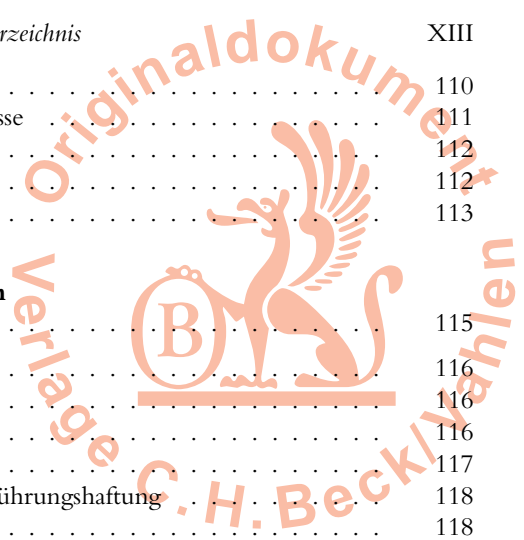 rzeichnis XIII
. . . . . . . . . . . . . . . . . . 110
sse . . . . . . . . . . . . . . . . . 111
. . . . . . . . . . . . . . . . . . 112
. . . . . . . . . . . . . . . . . . 112
. . . . . . . . . . . . . . . . . . 113
n
. . . . . . . . . . . . . . . . . . 115
. . . . . . . . . . . . . . . . . . 116
. . . . . . . . . . . . . . . . . . 116
. . . . . . . . . . . . . . . . . . 116
. . . . . . . . . . . . . . . . . . 117
ührungshaftung . . . . . . . . . . 118
. . . . . . . . . . . . . . . . . . 118
Originaldokument
B
Verlage C.H.Beck/Vahlen